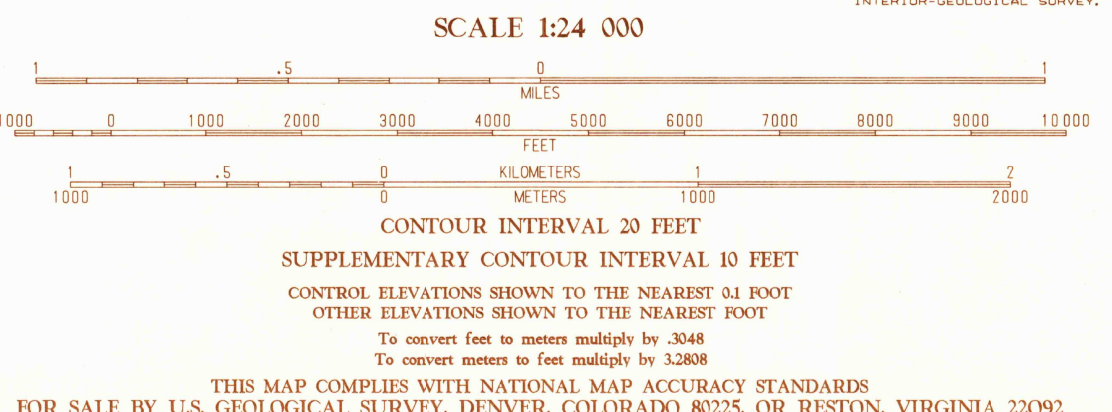 INTERIOR-GEOLOGICAL SURVEY.
SCALE 1:24 000
1 .5 0 1
MILES
1000 0 1000 2000 3000 4000 5000 6000 7000 8000 9000 10 000
FEET
1 .5 0 KILOMETERS 1 2
1000 0 METERS 1000 2000
CONTOUR INTERVAL 20 FEET
SUPPLEMENTARY CONTOUR INTERVAL 10 FEET
CONTROL ELEVATIONS SHOWN TO THE NEAREST 0.1 FOOT
OTHER ELEVATIONS SHOWN TO THE NEAREST FOOT
To convert feet to meters multiply by .3048
To convert meters to feet multiply by 3.2808
THIS MAP COMPLIES WITH NATIONAL MAP ACCURACY STANDARDS
FOR SALE BY U.S. GEOLOGICAL SURVEY, DENVER, COLORADO 80225, OR RESTON, VIRGINIA 22092